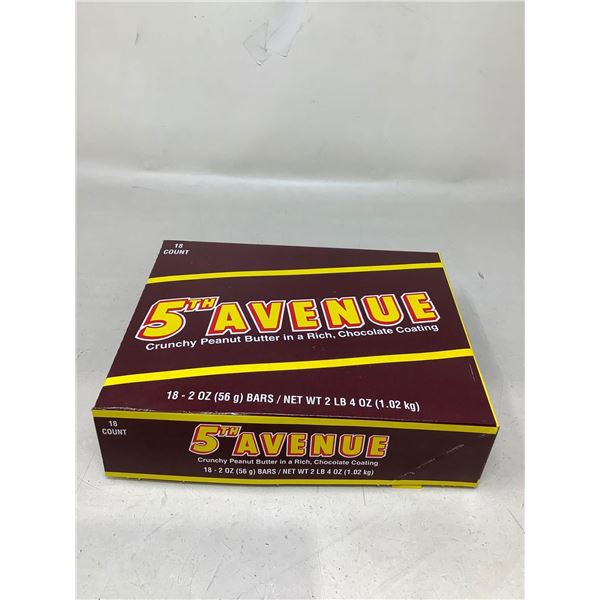 18
COUNT
5TH AVENUE
Crunchy Peanut Butter in a Rich, Chocolate Coating
18 - 2 OZ (56 g) BARS / NET WT 2 LB 4 OZ (1.02 kg)
18
COUNT
5TH AVENUE
Crunchy Peanut Butter in a Rich, Chocolate Coating
18 - 2 OZ (56 g) BARS / NET WT 2 LB 4 OZ (1.02 kg)